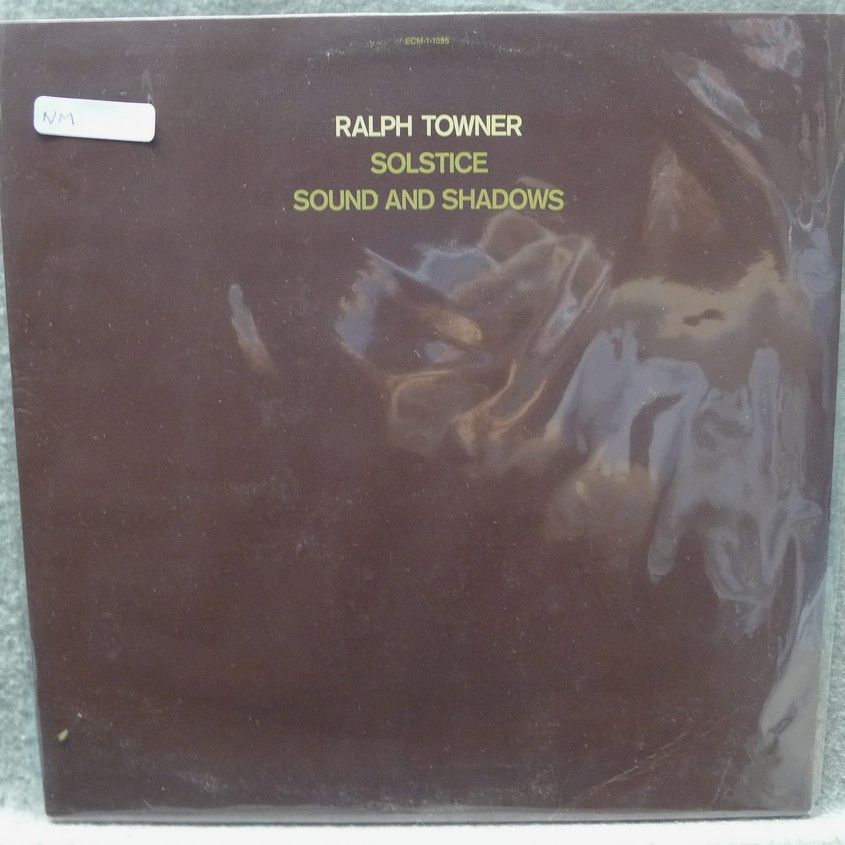 ECM-1-1095
NM
RALPH TOWNER
SOLSTICE
SOUND AND SHADOWS